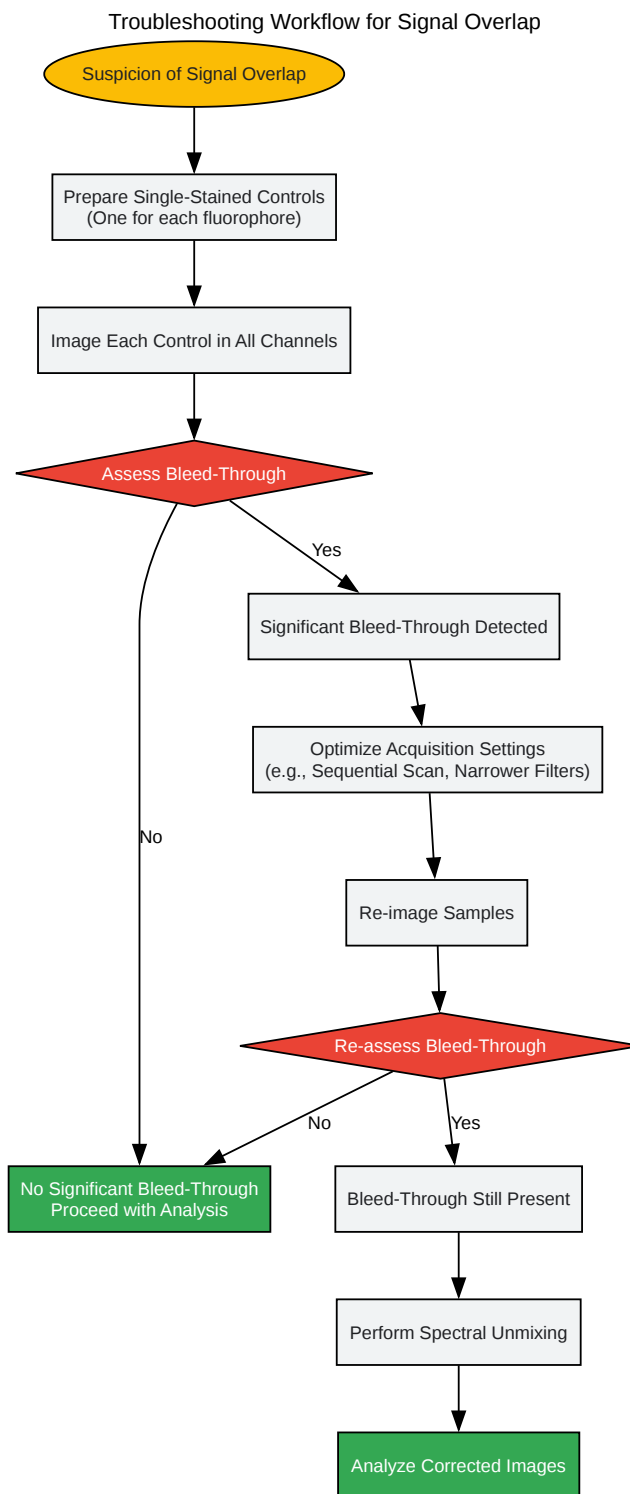 Troubleshooting Workflow for Signal Overlap
Suspicion of Signal Overlap
Prepare Single-Stained Controls
(One for each fluorophore)
Image Each Control in All Channels
Assess Bleed-Through
Yes
Significant Bleed-Through Detected
Optimize Acquisition Settings
(e.g., Sequential Scan, Narrower Filters)
No
Re-image Samples
Re-assess Bleed-Through
No
Yes
No Significant Bleed-Through
Proceed with Analysis
Bleed-Through Still Present
Perform Spectral Unmixing
Analyze Corrected Images